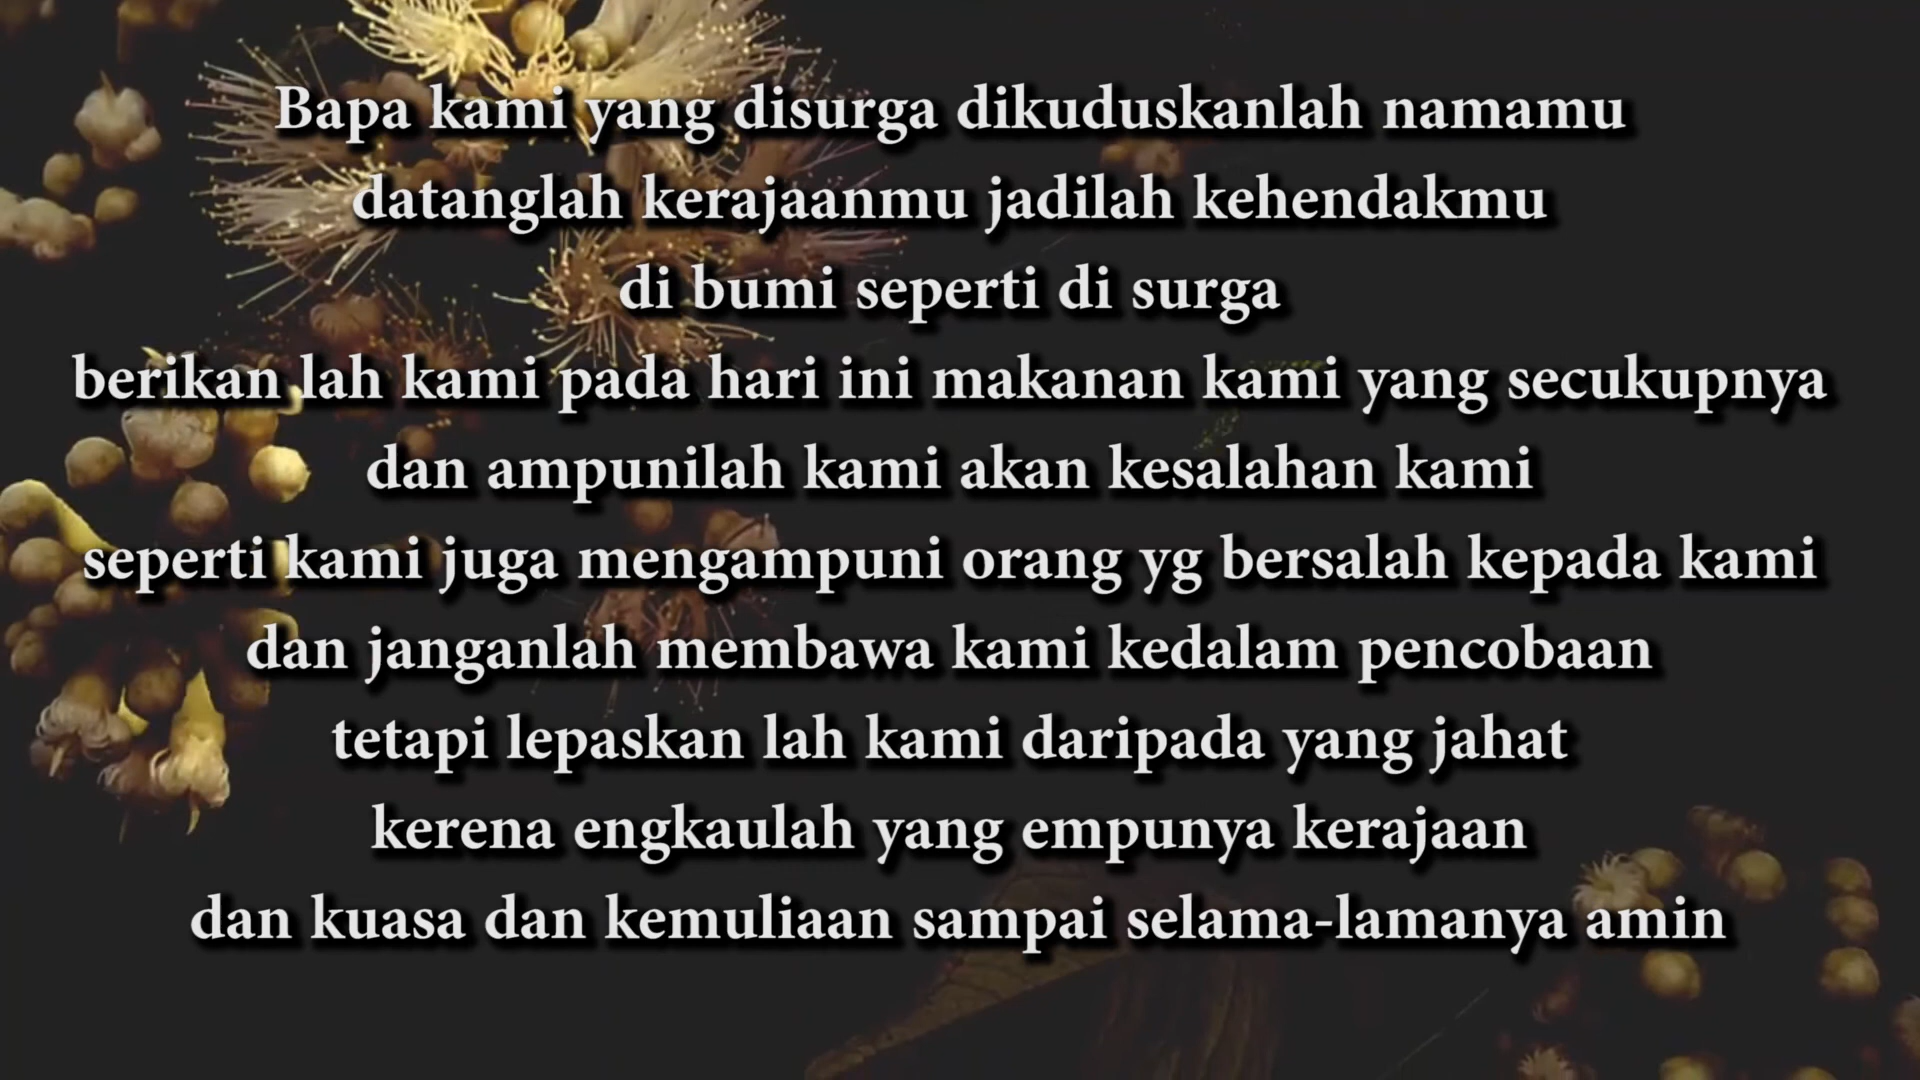 Bapa kami yang disurga dikuduskanlah namamu
datanglah kerajaanmu jadilah kehendakmu
di bumi seperti di surga
berikan lah kami pada hari ini makanan kami yang secukupnya
dan ampunilah kami akan kesalahan kami
seperti kami juga mengampuni orang yg bersalah kepada kami
dan janganlah membawa kami kedalam pencobaan
tetapi lepaskan lah kami daripada yang jahat
kerena engkaulah yang empunya kerajaan
dan kuasa dan kemuliaan sampai selama-lamanya amin